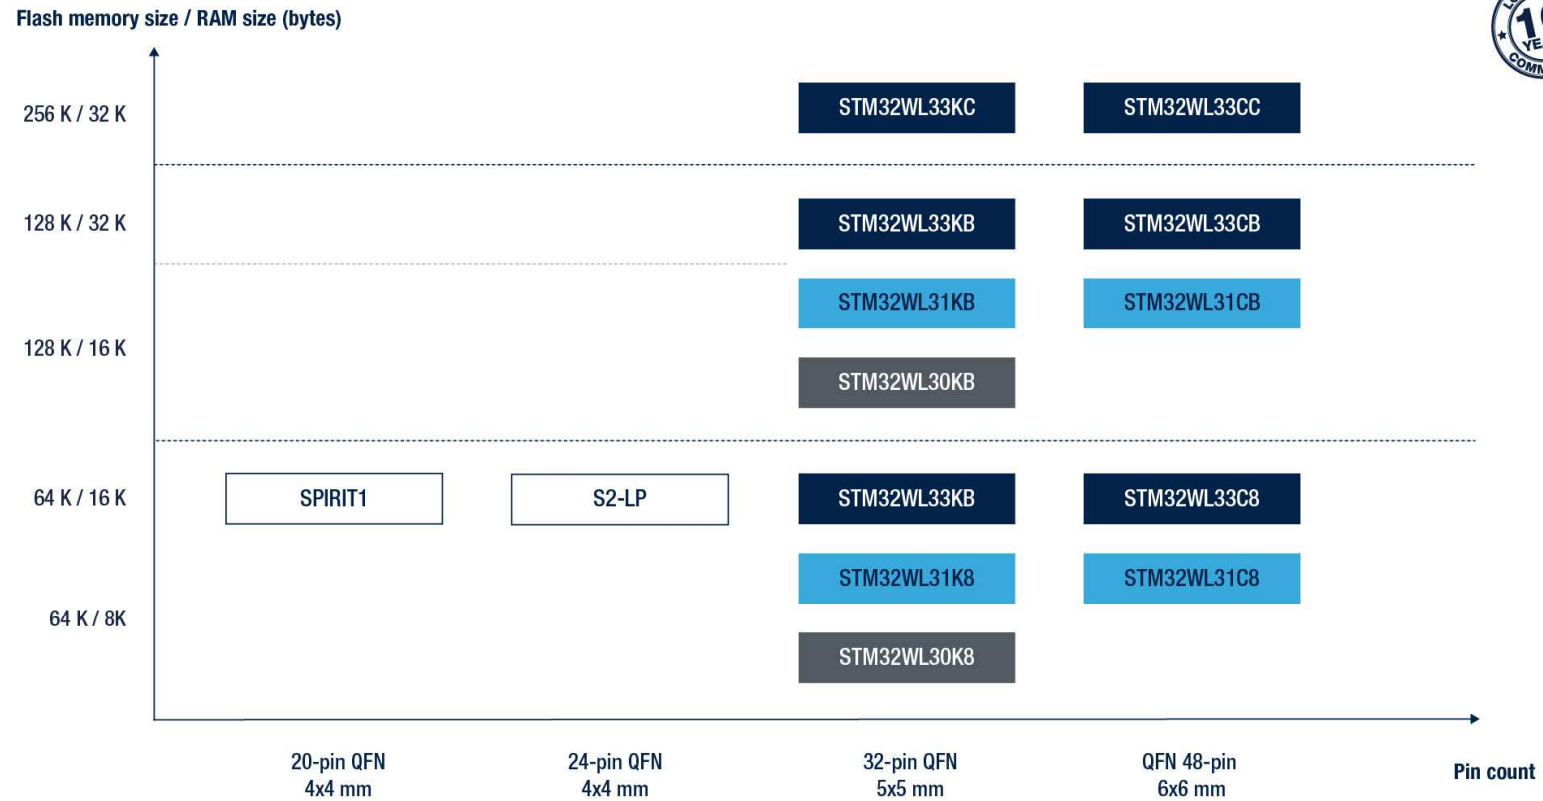 Flash memory size / RAM size (bytes)
256 K / 32 K
STM32WL33KC
STM32WL33CC
128 K / 32 K
STM32WL33KB
STM32WL33CB
STM32WL31KB
STM32WL31CB
128 K / 16 K
STM32WL30KB
64 K / 16 K
SPIRIT1
S2-LP
STM32WL33KB
STM32WL33C8
STM32WL31K8
STM32WL31C8
64 K / 8K
STM32WL30K8
20-pin QFN
4x4 mm
24-pin QFN
4x4 mm
32-pin QFN
5x5 mm
QFN 48-pin
6x6 mm
Pin count